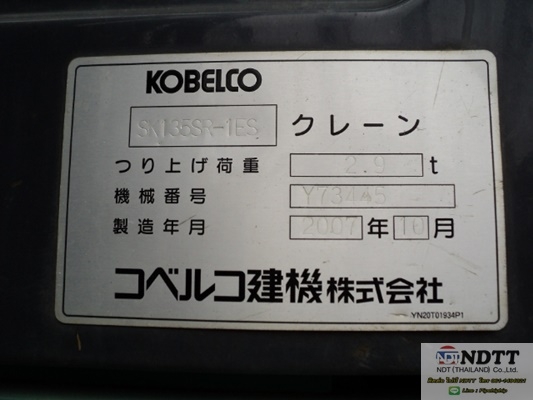 KOBELCO
SK135SR-1ES クレーン
つり上げ荷重 2.9 t
機械番号
製造年月 2007 年 10 月
コベルコ建機株式会社
YN20T01934P1
NDT NDTT
NDT (THAILAND) Co.,Ltd.